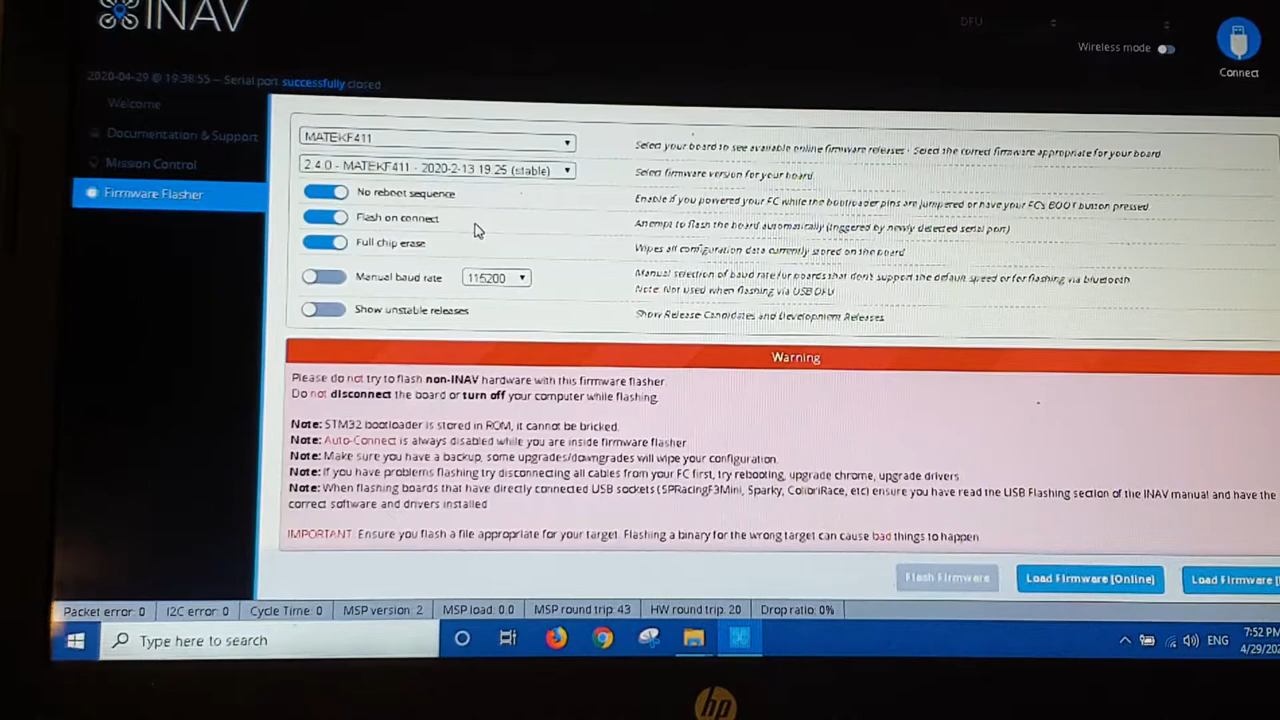 INAV
DFU
Wireless mode
Connect
2020-04-29 @ 19:38:55 -- Serial port successfully closed
Welcome
Documentation & Support
Mission Control
Firmware Flasher
MATEKF411
Select your board to see available online firmware releases - Select the correct firmware appropriate for your board.
2.4.0 - MATEKF411 - 2020-2-13 19:25 (stable)
Select firmware version for your board.
No reboot sequence
Enable if you powered your FC while the bootloader pins are jumpered or have your FC's BOOT button pressed.
Flash on connect
Attempt to flash the board automatically (triggered by newly detected serial port)
Full chip erase
Wipes all configuration data currently stored on the board
Manual baud rate 115200
Manual selection of baud rate for boards that don't support the default speed or for flashing via bluetooth.
Note: Not used when flashing via USB DFU
Show unstable releases
Show Release Candidates and Development Releases.
Warning
Please do not try to flash non-INAV hardware with this firmware flasher.
Do not disconnect the board or turn off your computer while flashing.
Note: STM32 bootloader is stored in ROM, it cannot be bricked.
Note: Auto-Connect is always disabled while you are inside firmware flasher.
Note: Make sure you have a backup, some upgrades/downgrades will wipe your configuration.
Note: If you have problems flashing try disconnecting all cables from your FC first, try rebooting, upgrade chrome, upgrade drivers.
Note: When flashing boards that have directly connected USB sockets (SPRacingF3Mini, Sparky, ColibriRace, etc) ensure you have read the USB Flashing section of the INAV manual and have the
correct software and drivers installed
IMPORTANT: Ensure you flash a file appropriate for your target. Flashing a binary for the wrong target can cause bad things to happen.
Flash Firmware
Load Firmware [Online]
Load Firmware [
Packet error: 0
I2C error: 0
Cycle Time: 0
MSP version: 2
MSP load: 0.0
MSP round trip: 43
HW round trip: 20
Drop ratio: 0%
Type here to search
ENG
7:52 PM
4/29/20
hp